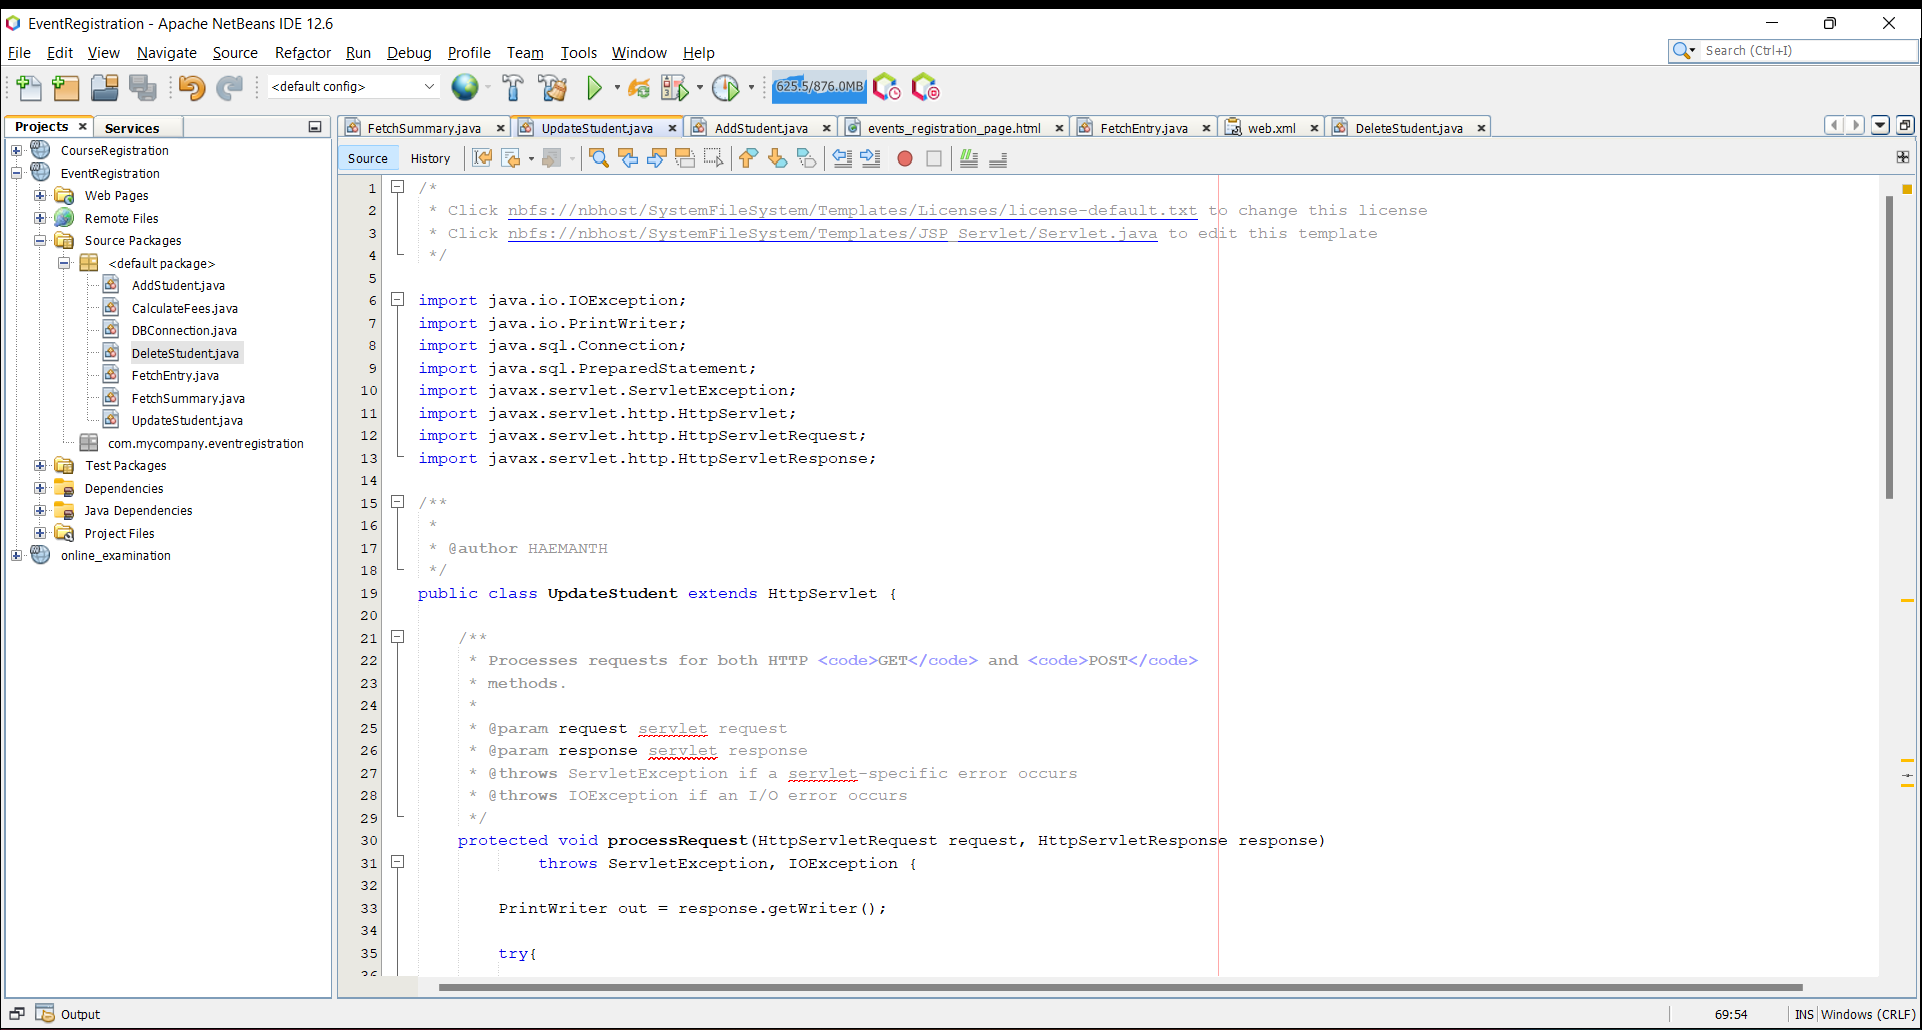 EventRegistration - Apache NetBeans IDE 12.6
File Edit View Navigate Source Refactor Run Debug Profile Team Tools Window Help
Search (Ctrl+I)
<default config>
625.5/876.0MB
Projects Services
FetchSummary.java UpdateStudent.java AddStudent.java events_registration_page.html FetchEntry.java web.xml DeleteStudent.java
Source History
CourseRegistration
EventRegistration
Web Pages
Remote Files
Source Packages
<default package>
AddStudent.java
CalculateFees.java
DBConnection.java
DeleteStudent.java
FetchEntry.java
FetchSummary.java
UpdateStudent.java
com.mycompany.eventregistration
Test Packages
Dependencies
Java Dependencies
Project Files
online_examination
1 /*
2 * Click nbfs://nbhost/SystemFileSystem/Templates/Licenses/license-default.txt to change this license
3 * Click nbfs://nbhost/SystemFileSystem/Templates/JSP_Servlet/Servlet.java to edit this template
4 */
5
6 import java.io.IOException;
7 import java.io.PrintWriter;
8 import java.sql.Connection;
9 import java.sql.PreparedStatement;
10 import javax.servlet.ServletException;
11 import javax.servlet.http.HttpServlet;
12 import javax.servlet.http.HttpServletRequest;
13 import javax.servlet.http.HttpServletResponse;
14
15 /**
16 *
17 * @author HAEMANTH
18 */
19 public class UpdateStudent extends HttpServlet {
20
21 /**
22 * Processes requests for both HTTP <code>GET</code> and <code>POST</code>
23 * methods.
24 *
25 * @param request servlet request
26 * @param response servlet response
27 * @throws ServletException if a servlet-specific error occurs
28 * @throws IOException if an I/O error occurs
29 */
30 protected void processRequest(HttpServletRequest request, HttpServletResponse response)
31 throws ServletException, IOException {
32
33 PrintWriter out = response.getWriter();
34
35 try{
36
Output
69:54 INS Windows (CRLF)